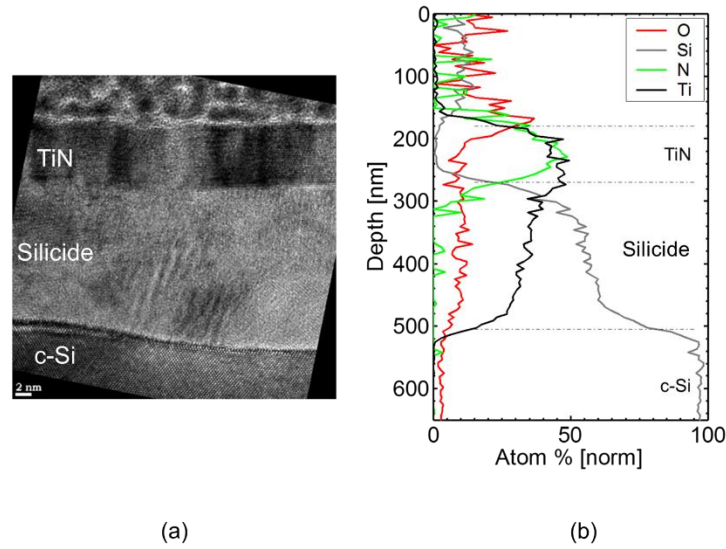 TiN
Silicide
c-Si
2 nm
(a)
0
100
200
300
400
500
600
Depth [nm]
O
Si
N
Ti
TiN
Silicide
c-Si
0 50 100
Atom % [norm]
(b)